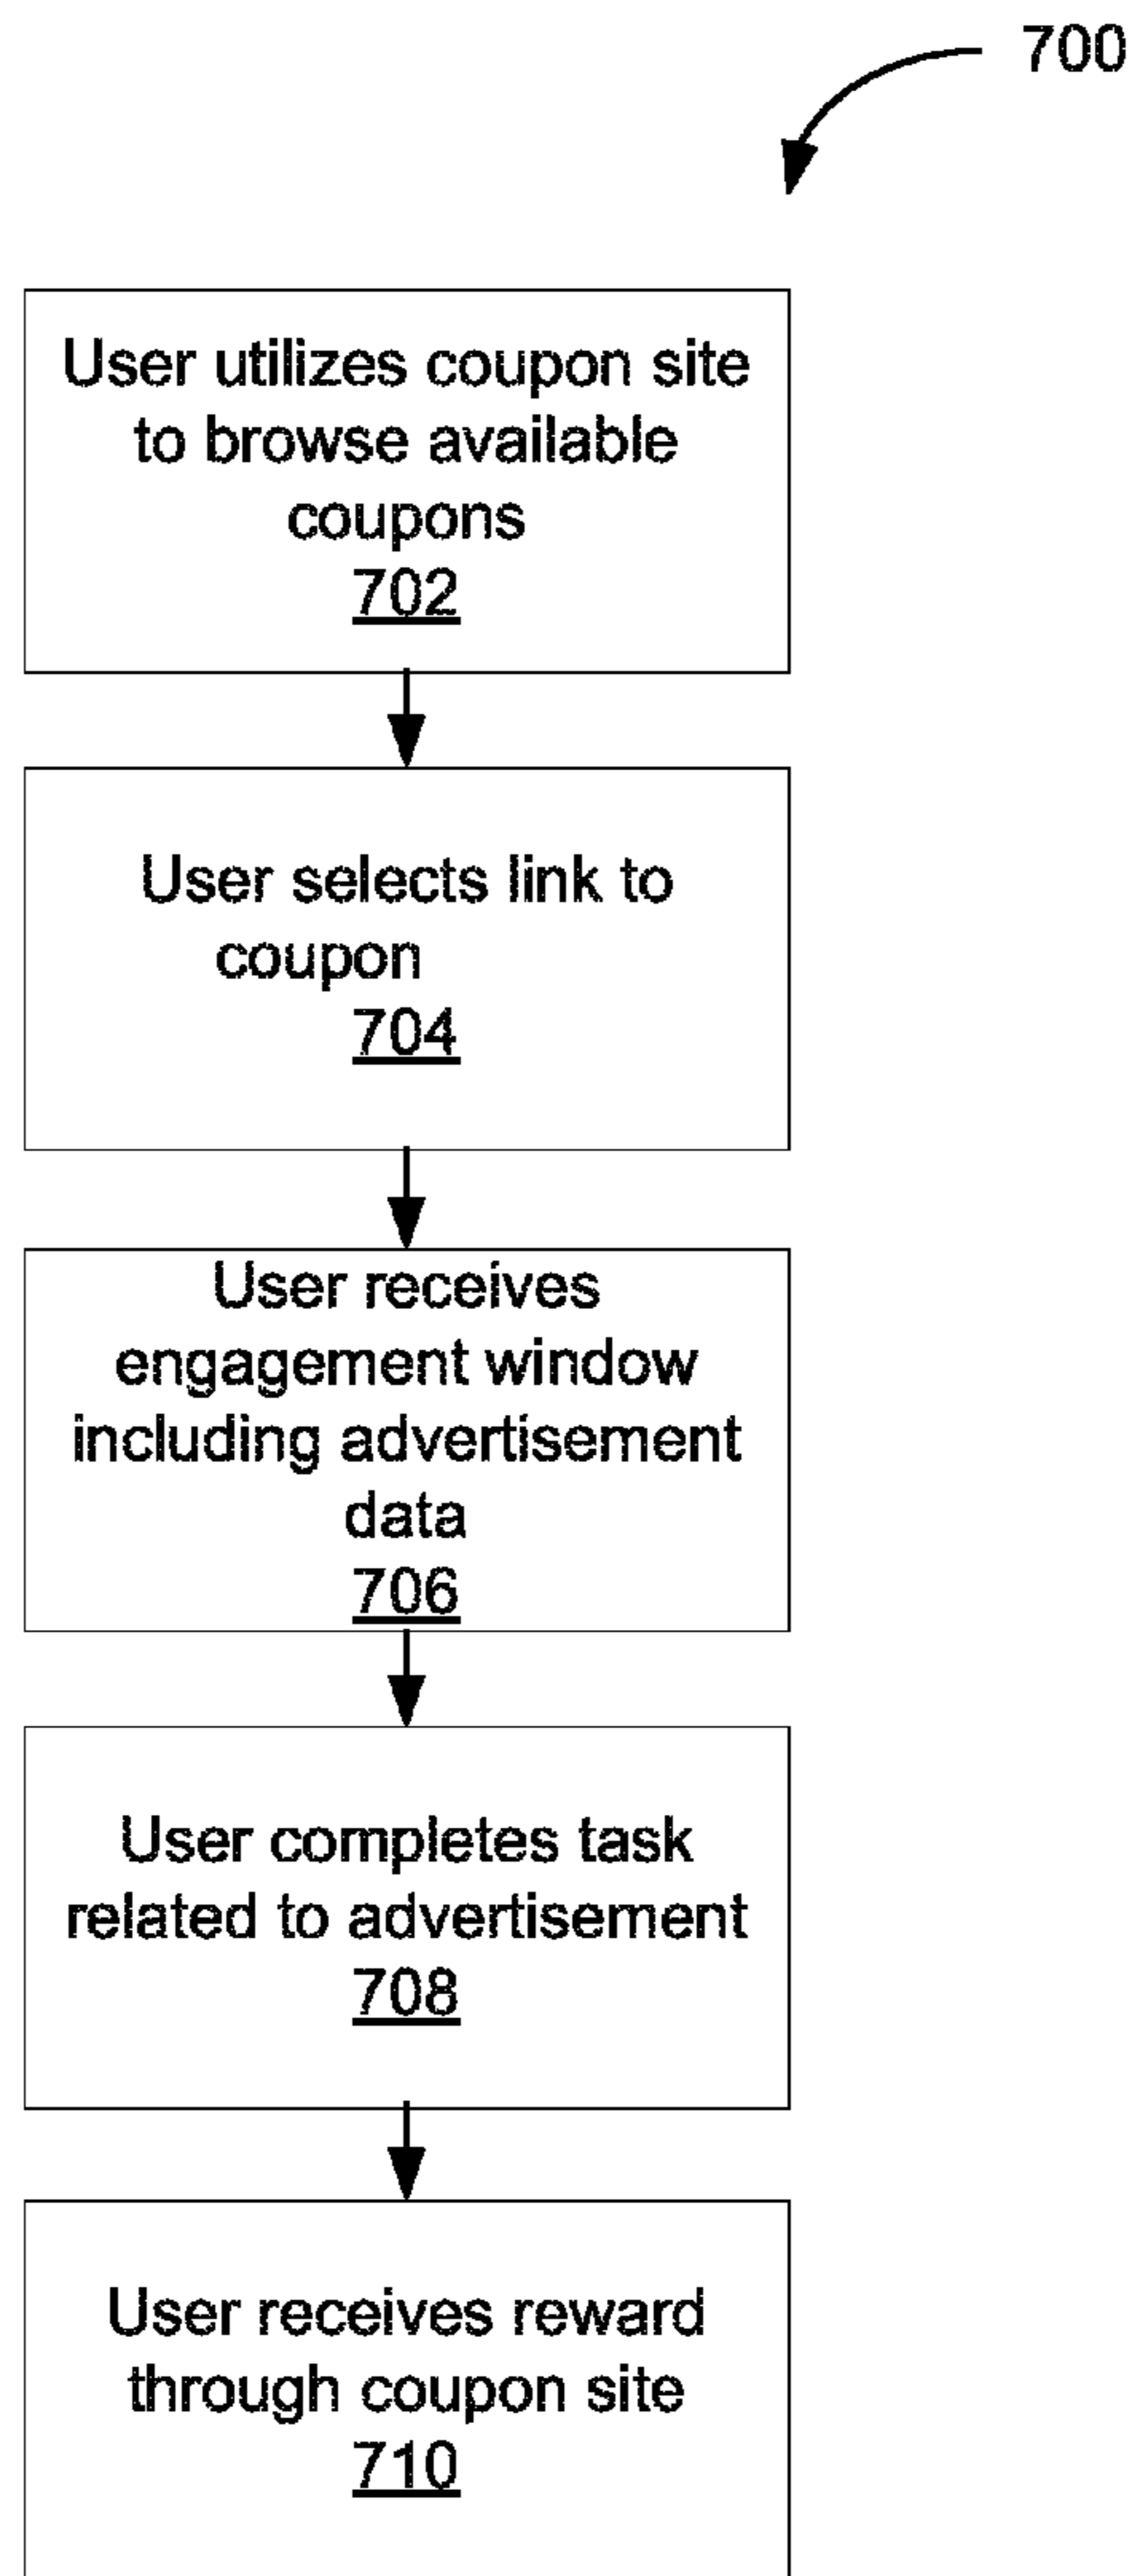 700
User utilizes coupon site
to browse available
coupons
702
User selects link to
coupon
704
User receives
engagement window
including advertisement
data
706
User completes task
related to advertisement
708
User receives reward
through coupon site
710